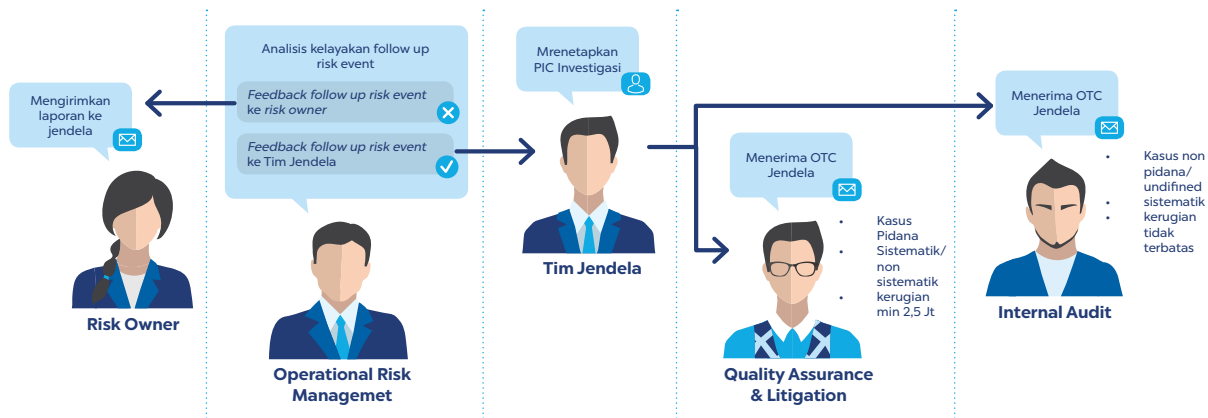 Mengirimkan
laporan ke
jendela
Risk Owner
Analisis kelayakan follow up
risk event
Feedback follow up risk event
ke risk owner
Feedback follow up risk event
ke Tim Jendela
Operational Risk
Managemet
Mrenetapkan
PIC Investigasi
Tim Jendela
Menerima OTC
Jendela
• Kasus
Pidana
• Sistematik/
non
sistematik
• kerugian
min 2,5 Jt
Quality Assurance
& Litigation
Menerima OTC
Jendela
• Kasus non
pidana/
undifined
• sistematik
• kerugian
tidak
terbatas
Internal Audit